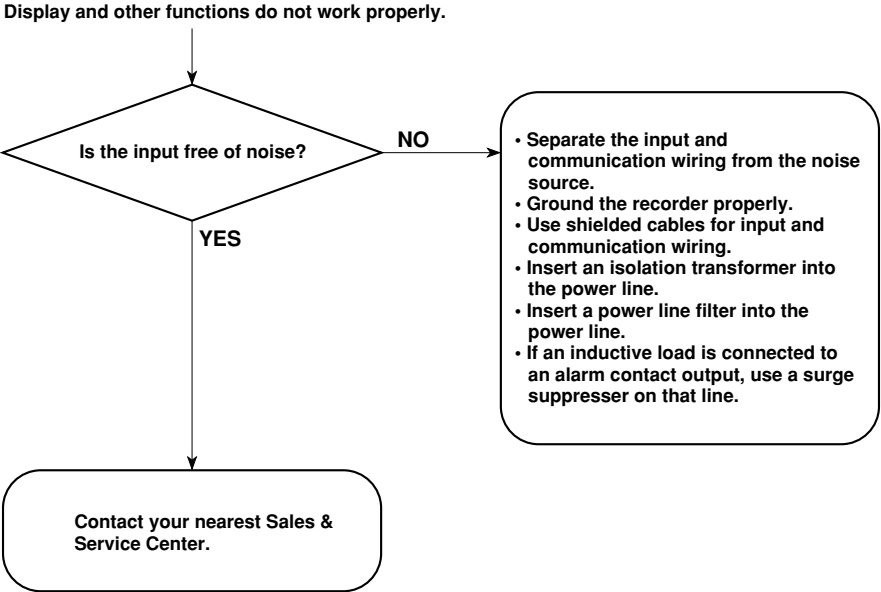 Display and other functions do not work properly.
Is the input free of noise?
NO
• Separate the input and
communication wiring from the noise
source.
• Ground the recorder properly.
• Use shielded cables for input and
communication wiring.
• Insert an isolation transformer into
the power line.
• Insert a power line filter into the
power line.
• If an inductive load is connected to
an alarm contact output, use a surge
suppresser on that line.
YES
Contact your nearest Sales &
Service Center.